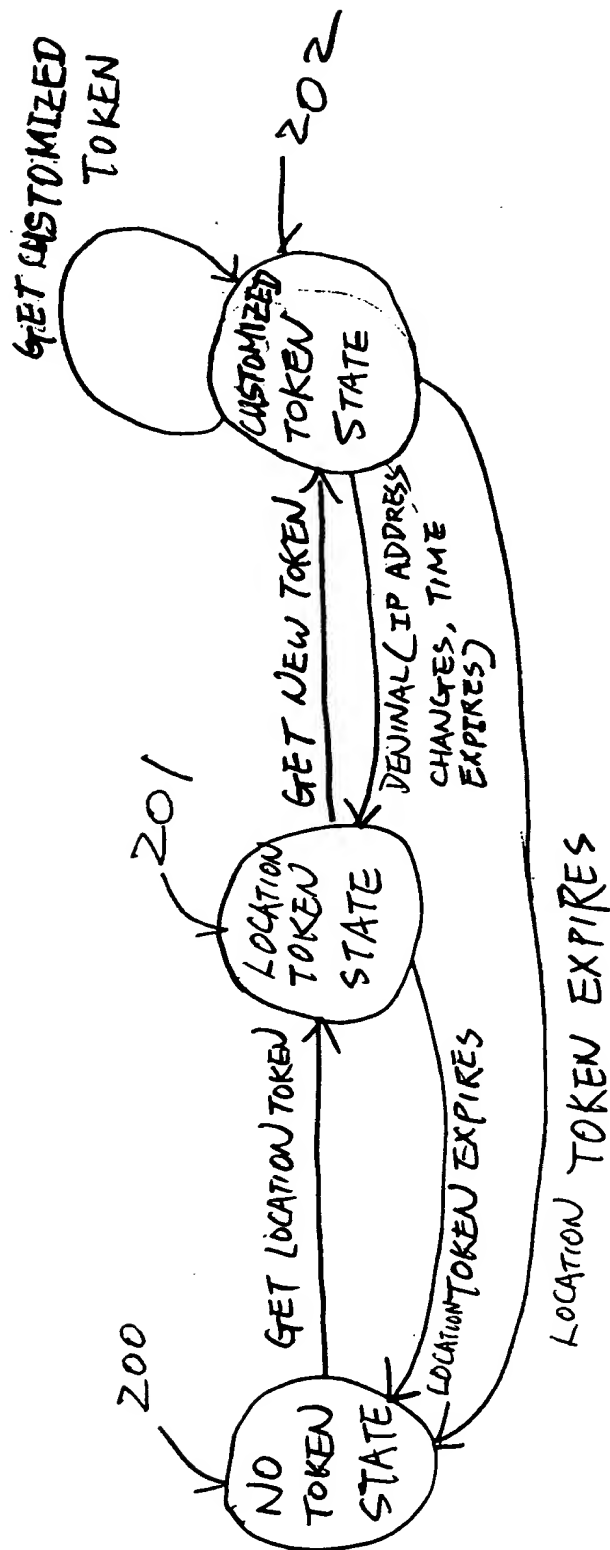 200
NO
TOKEN
STATE
GET LOCATION TOKEN
LOCATION TOKEN EXPIRES
201
LOCATION
TOKEN
STATE
GET NEW TOKEN
DENINAL (IP ADDRESS
CHANGES, TIME
EXPIRES)
GET CUSTOMIZED
TOKEN
202
CUSTOMIZED
TOKEN
STATE
LOCATION TOKEN EXPIRES